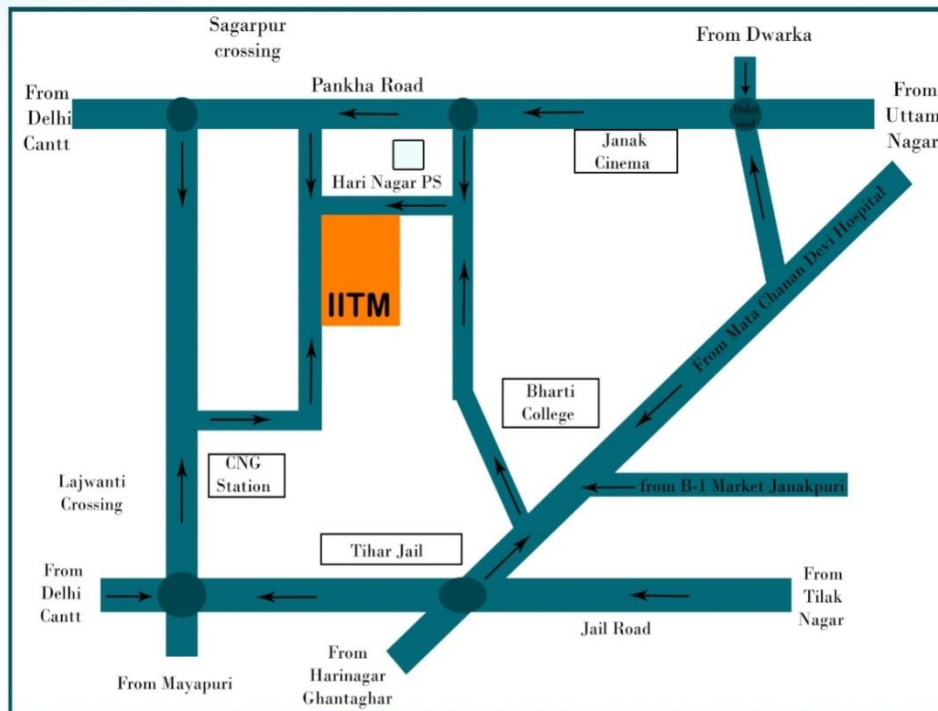 Sagarpur
crossing
From Dwarka
Pankha Road
From
Delhi
Cantt
From
Uttam
Nagar
Janak
Cinema
Hari Nagar PS
IITM
From Mata Chanan Devi Hospital
Bharti
College
CNG
Station
Lajwanti
Crossing
from B-1 Market Janakpuri
Tihar Jail
From
Delhi
Cantt
From
Tilak
Nagar
Jail Road
From Mayapuri
From
Harinagar
Ghantaghar